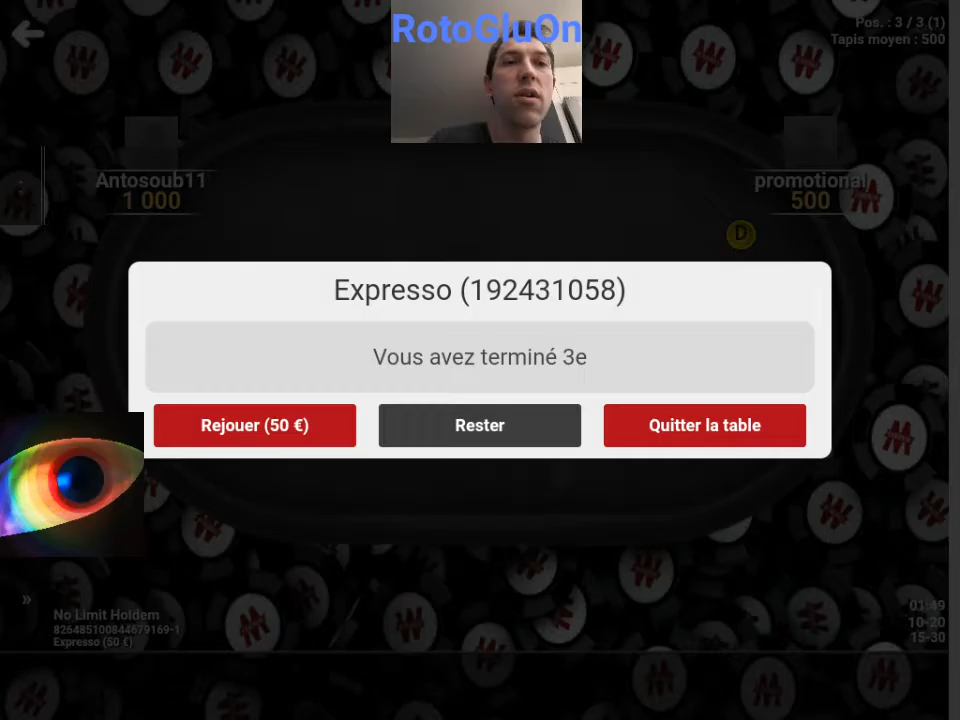 RotoGluOn
Pos. : 3 / 3 (1)
Tapis moyen : 500
Antosoub11
1 000
promotional
500
D
Expresso (192431058)
Vous avez terminé 3e
Rejouer (50 €)
Rester
Quitter la table
»
No Limit Holdem
826485100844679169-1
Expresso (50 €)
01:49
10-20
15-30